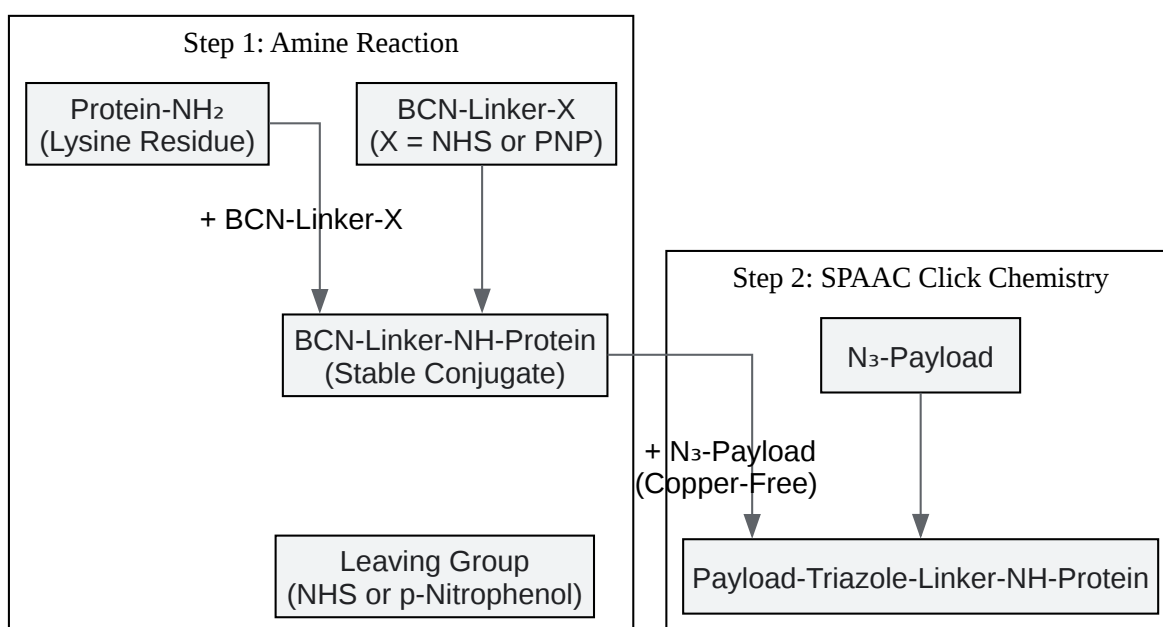 Step 1: Amine Reaction
Protein-NH₂
(Lysine Residue)
BCN-Linker-X
(X = NHS or PNP)
+ BCN-Linker-X
BCN-Linker-NH-Protein
(Stable Conjugate)
Leaving Group
(NHS or p-Nitrophenol)
Step 2: SPAAC Click Chemistry
N₃-Payload
+ N₃-Payload
(Copper-Free)
Payload-Triazole-Linker-NH-Protein